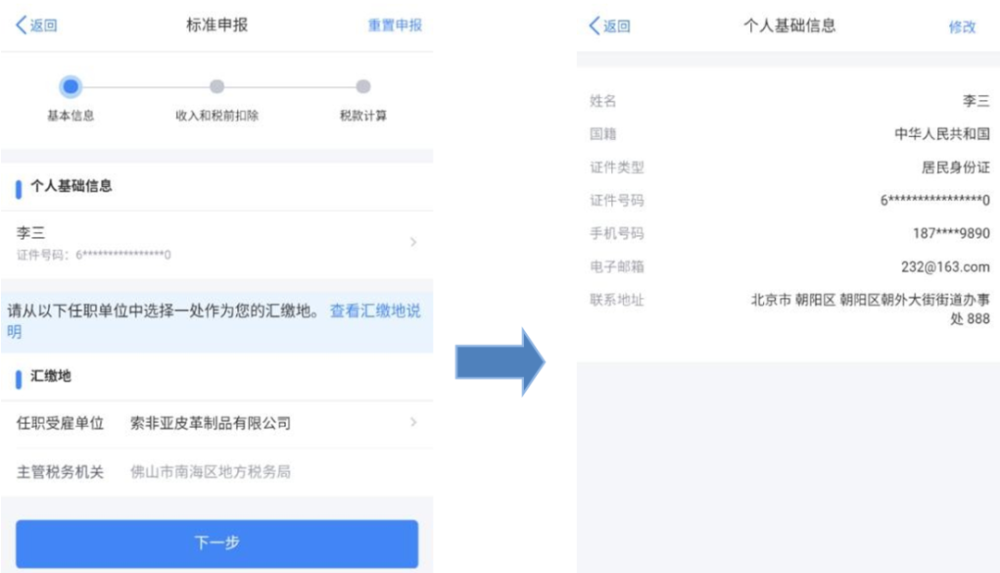 返回
标准申报
重置申报
基本信息
收入和税前扣除
税款计算
个人基础信息
李三
证件号码：6****************0
请从以下任职单位中选择一处作为您的汇缴地。 查看汇缴地说
明
汇缴地
任职受雇单位 索非亚皮革制品有限公司
主管税务机关 佛山市南海区地方税务局
下一步
返回
个人基础信息
修改
姓名 李三
国籍 中华人民共和国
证件类型 居民身份证
证件号码 6****************0
手机号码 187****9890
电子邮箱 232@163.com
联系地址 北京市 朝阳区 朝阳区朝外大街街道办事
处 888